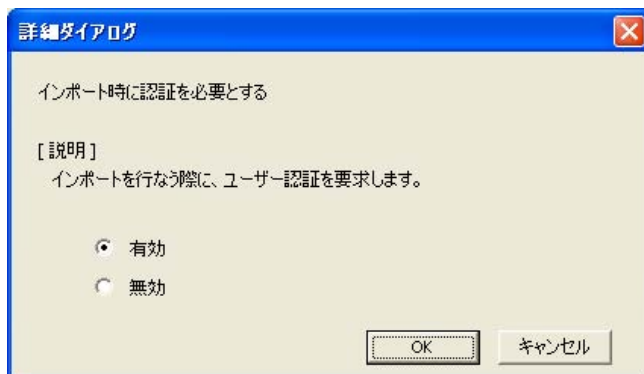 詳細ダイアログ
インポート時に認証を必要とする
[説明]
インポートを行なう際に、ユーザー認証を要求します。
有効
無効
OK
キャンセル